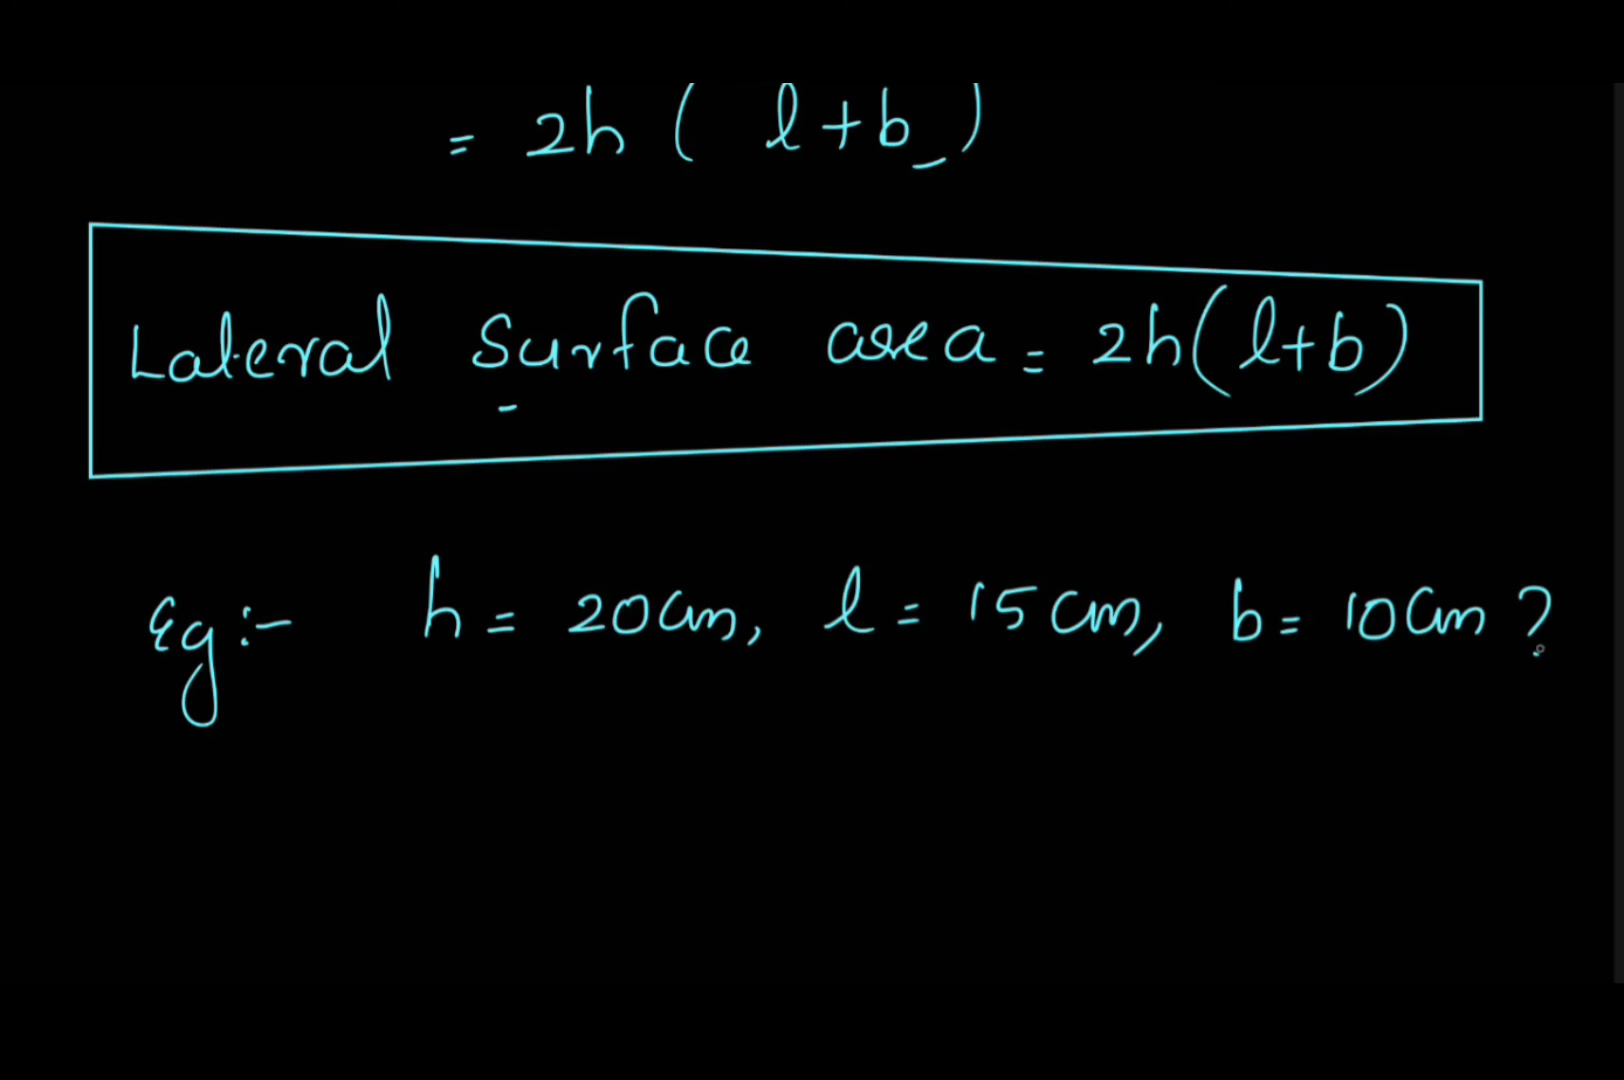 = 2h ( l+b )
Lateral Surface area = 2h(l+b)
Eg:- h = 20cm, l = 15cm, b = 10cm ?